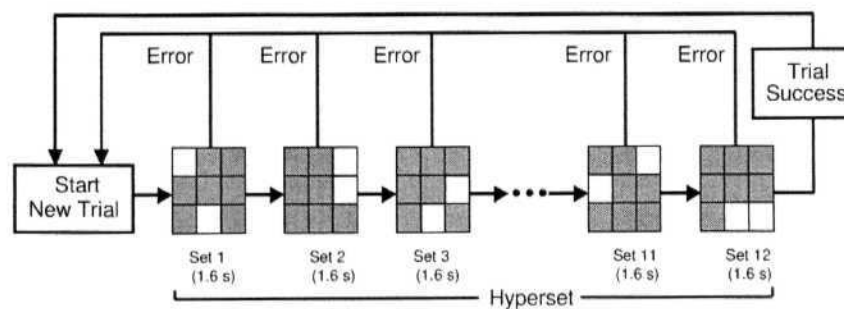 Error
Error
Error
Error
Error
Trial
Success
Start
New Trial
Set 1
(1.6 s)
Set 2
(1.6 s)
Set 3
(1.6 s)
Set 11
(1.6 s)
Set 12
(1.6 s)
Hyperset